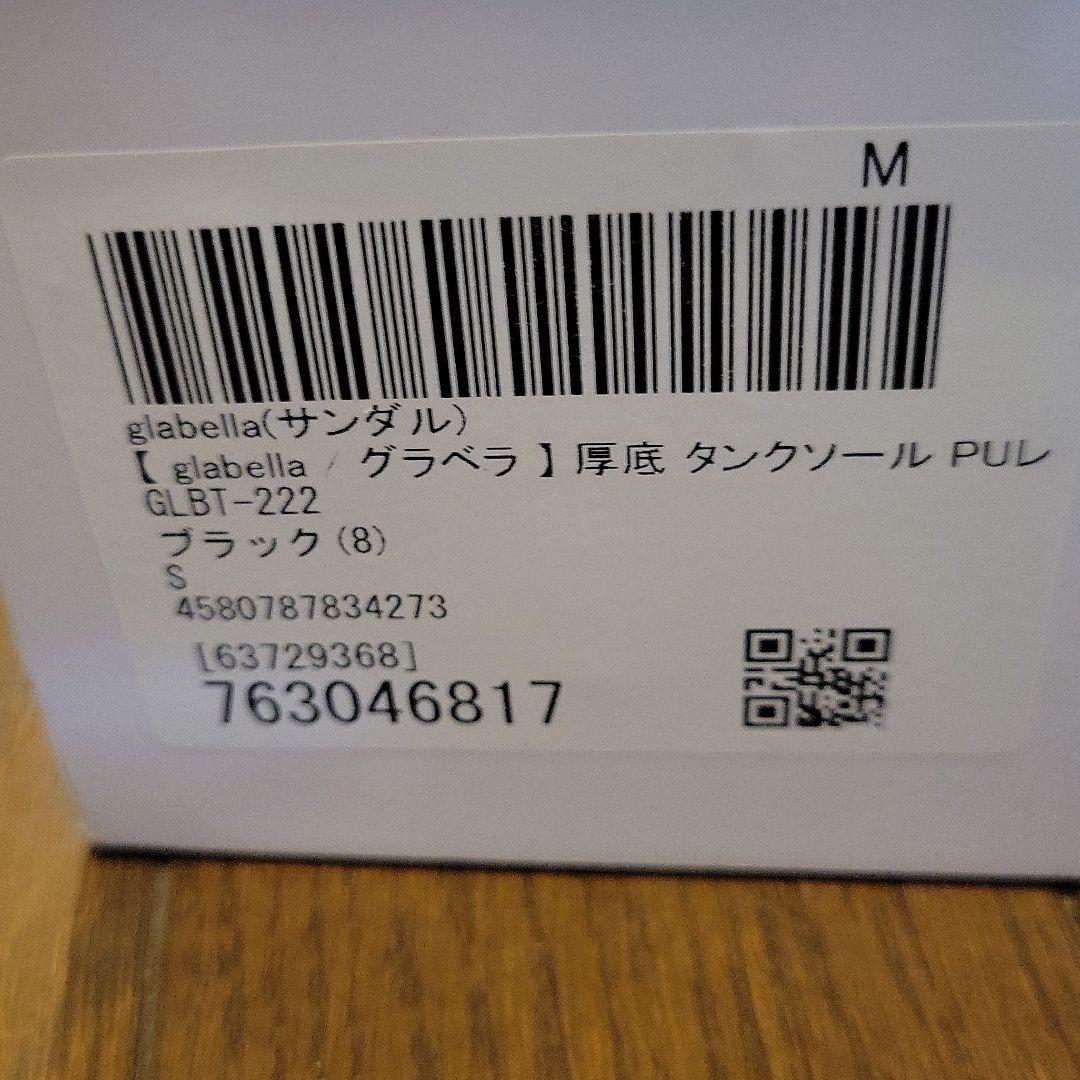 M
glabella(サンダル)
【 glabella / グラベラ 】厚底 タンクソール PUレ
GLBT-222
ブラック(8)
S
4580787834273
[63729368]
763046817